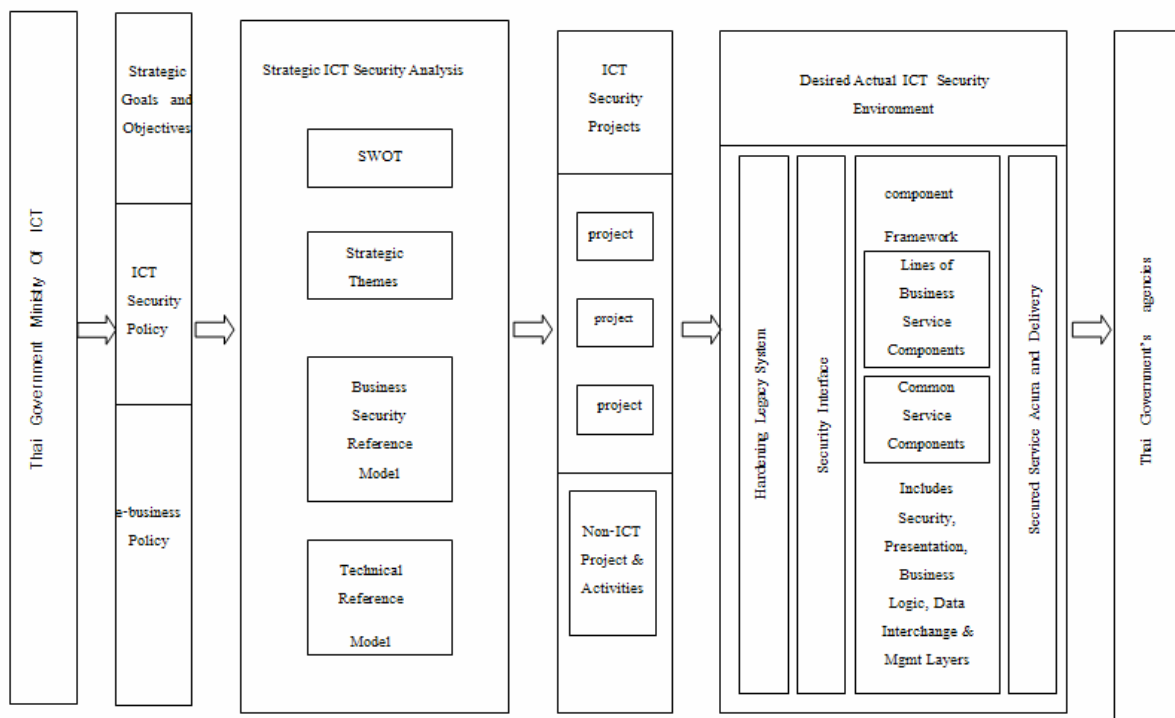 Thai Government Ministry Of ICT
Strategic
Goals and
Objectives
ICT
Security
Policy
e-business
Policy
Strategic ICT Security Analysis
SWOT
Strategic
Themes
Business
Security
Reference
Model
Technical
Reference
Model
ICT
Security
Projects
project
project
project
Non-ICT
Project &
Activities
Desired Actual ICT Security
Environment
Hardening Legacy System
Security Interface
component
Framework
Lines of
Business
Service
Components
Common
Service
Components
Includes
Security,
Presentation,
Business
Logic, Data
Interchange &
Mgmt Layers
Secured Service Acura and Delivery
Thai Government's agencies